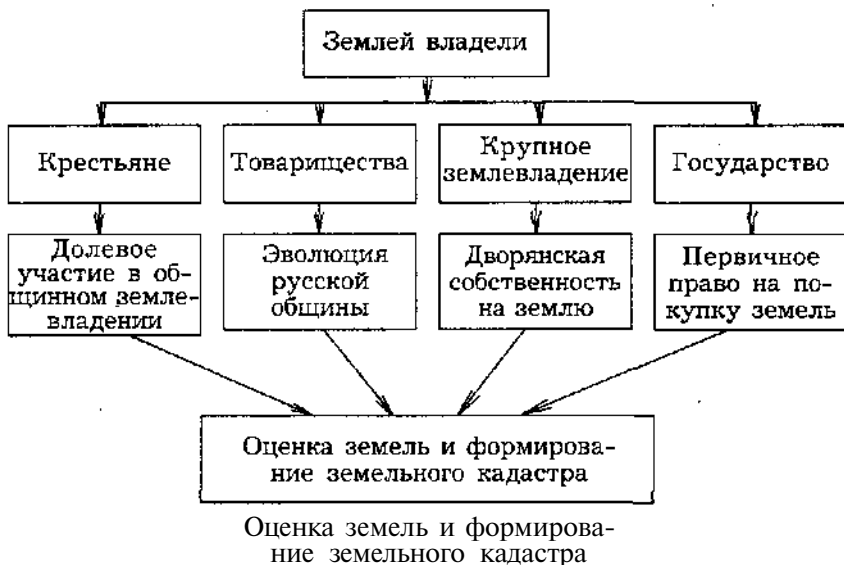 Землей владели
Крестьяне
Товарищества
Крупное
землевладение
Государство
Долевое
участие в об-
щинном земле-
владении
Эволюция
русской
общины
Дворянская
собственность
на землю
Первичное
право на по-
купку земель
Оценка земель и формирова-
ние земельного кадастра
Оценка земель и формирова-
ние земельного кадастра